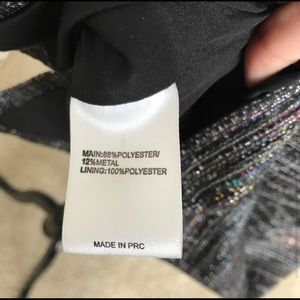 MAIN:88%POLYESTER/
12%METAL
LINING:100%POLYESTER
MADE IN PRC